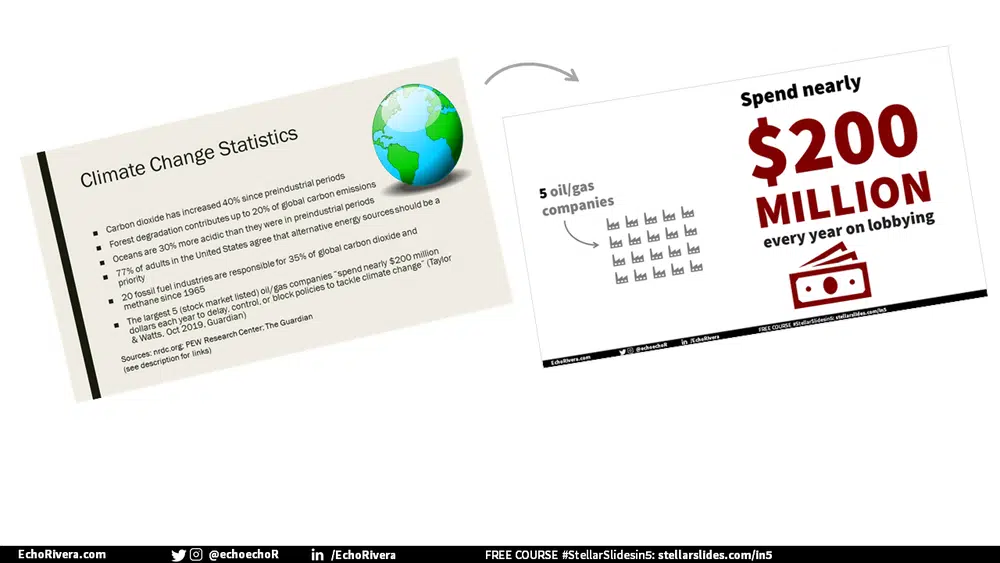 Climate Change Statistics
Carbon dioxide has increased 40% since preindustrial periods
Forest degradation contributes up to 20% of global carbon emissions
Oceans are 30% more acidic than they were in preindustrial periods
77% of adults in the United States agree that alternative energy sources should be a
priority
20 fossil fuel industries are responsible for 35% of global carbon dioxide and
methane since 1965
The largest 5 (stock market listed) oil/gas companies “spend nearly $200 million
dollars each year to delay, control, or block policies to tackle climate change” (Taylor
& Watts, Oct 2019, Guardian)
Sources: nrdc.org; PEW Research Center; The Guardian
(see description for links)
5 oil/gas
companies
Spend nearly
$200
MILLION
every year on lobbying
EchoRivera.com @echoechoR in /EchoRivera FREE COURSE #StellarSlidesin5: stellarslides.com/in5
EchoRivera.com @echoechoR in /EchoRivera FREE COURSE #StellarSlidesin5: stellarslides.com/in5